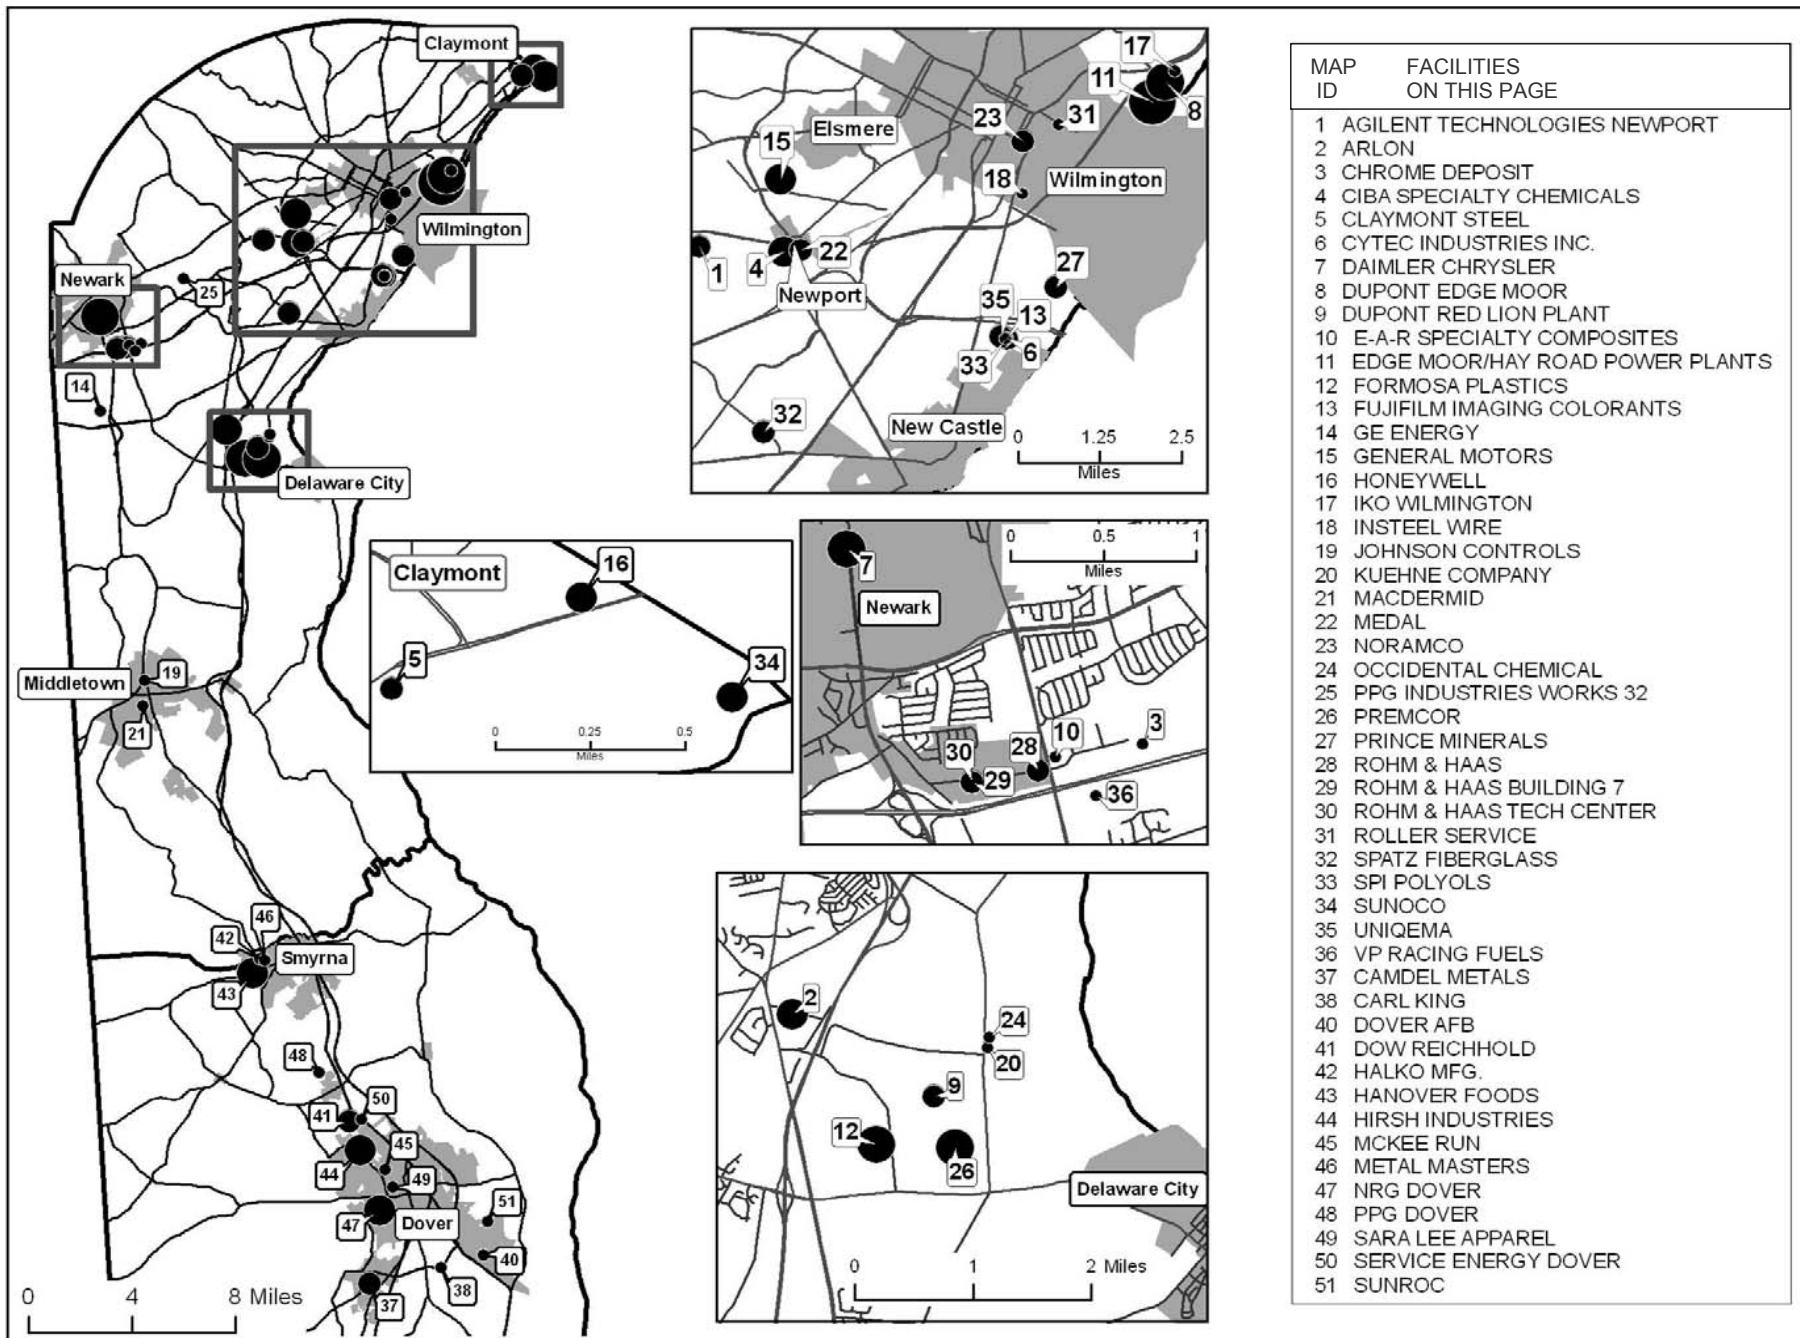 Claymont
Wilmington
Newark
25
14
Delaware City
Middletown
19
21
46
42
Smyrna
43
48
50
41
45
44
49
51
47
Dover
40
38
37
0 4 8 Miles
17
11
8
Elsmere
23
31
15
18
Wilmington
1
4
22
27
Newport
35
13
33
6
32
New Castle
0 1.25 2.5
Miles
Claymont
16
5
34
0 0.25 0.5
Miles
0 0.5 1
Miles
7
Newark
3
30
28
10
29
36
2
24
20
9
12
26
Delaware City
0 1 2 Miles
MAP FACILITIES
ID ON THIS PAGE
1 AGILENT TECHNOLOGIES NEWPORT
2 ARLON
3 CHROME DEPOSIT
4 CIBA SPECIALTY CHEMICALS
5 CLAYMONT STEEL
6 CYTEC INDUSTRIES INC.
7 DAIMLER CHRYSLER
8 DUPONT EDGE MOOR
9 DUPONT RED LION PLANT
10 E-A-R SPECIALTY COMPOSITES
11 EDGE MOOR/HAY ROAD POWER PLANTS
12 FORMOSA PLASTICS
13 FUJIFILM IMAGING COLORANTS
14 GE ENERGY
15 GENERAL MOTORS
16 HONEYWELL
17 IKO WILMINGTON
18 INSTEEL WIRE
19 JOHNSON CONTROLS
20 KUEHNE COMPANY
21 MACDERMID
22 MEDAL
23 NORAMCO
24 OCCIDENTAL CHEMICAL
25 PPG INDUSTRIES WORKS 32
26 PREMCOR
27 PRINCE MINERALS
28 ROHM & HAAS
29 ROHM & HAAS BUILDING 7
30 ROHM & HAAS TECH CENTER
31 ROLLER SERVICE
32 SPATZ FIBERGLASS
33 SPI POLYOLS
34 SUNOCO
35 UNIQEMA
36 VP RACING FUELS
37 CAMDEL METALS
38 CARL KING
40 DOVER AFB
41 DOW REICHHOLD
42 HALKO MFG.
43 HANOVER FOODS
44 HIRSH INDUSTRIES
45 MCKEE RUN
46 METAL MASTERS
47 NRG DOVER
48 PPG DOVER
49 SARA LEE APPAREL
50 SERVICE ENERGY DOVER
51 SUNROC